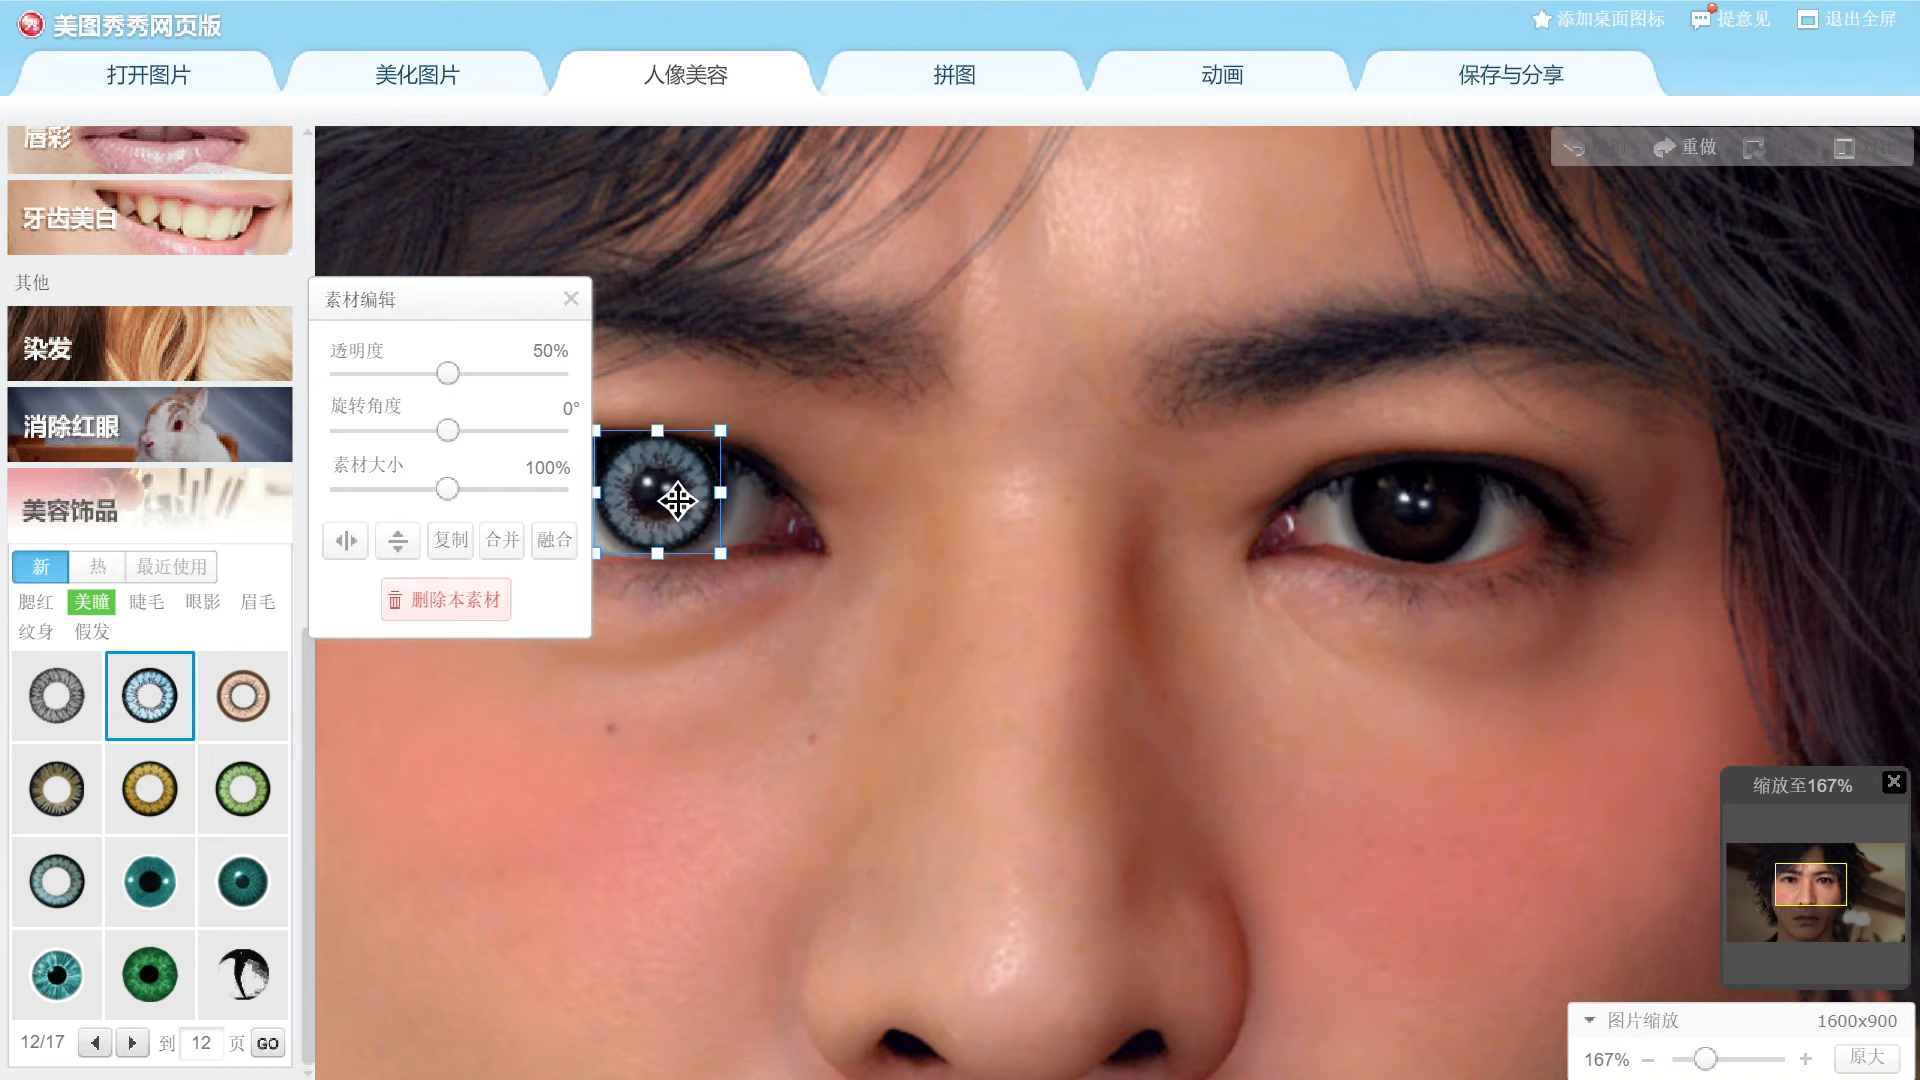 美图秀秀网页版
添加桌面图标
提意见
退出全屏
打开图片
美化图片
人像美容
拼图
动画
保存与分享
唇彩
重做
牙齿美白
其他
染发
消除红眼
美容饰品
素材编辑
透明度 50%
旋转角度 0°
素材大小 100%
复制 合并 融合
删除本素材
新 热 最近使用
腮红 美瞳 睫毛 眼影 眉毛
纹身 假发
12/17 到 12 页 GO
缩放至167%
图片缩放 1600x900
167% 原大